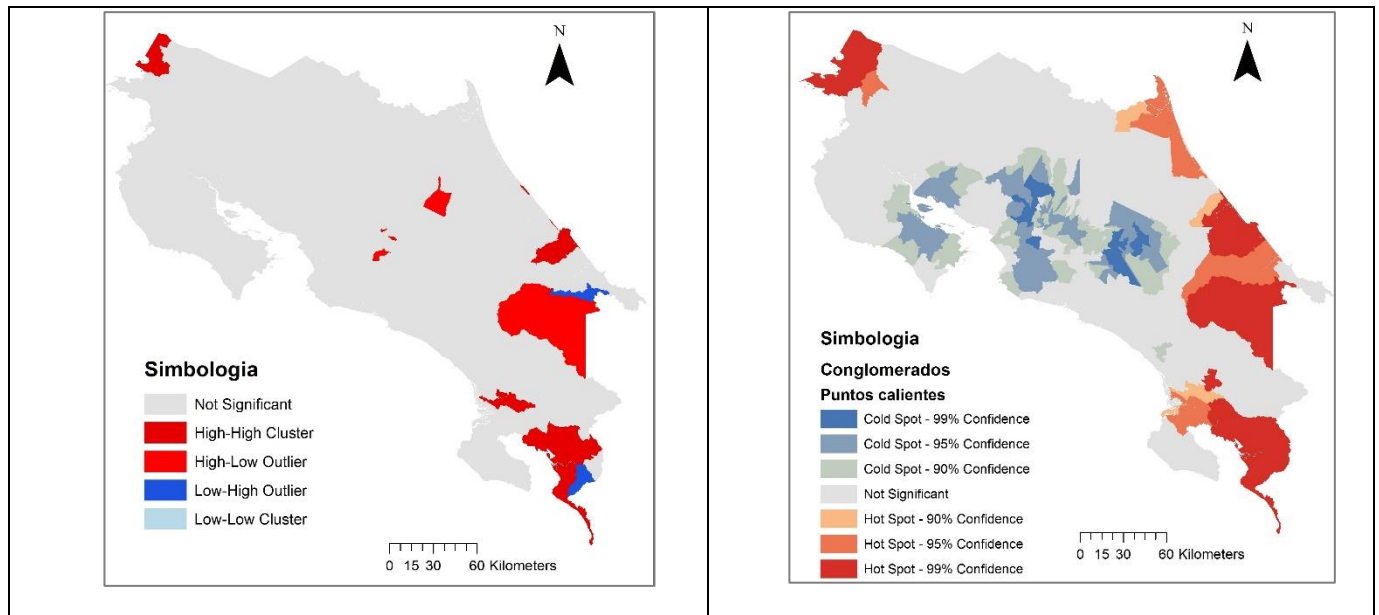 N
Simbologia
Not Significant
High-High Cluster
High-Low Outlier
Low-High Outlier
Low-Low Cluster
0 15 30 60 Kilometers
N
Simbologia
Conglomerados
Puntos calientes
Cold Spot - 99% Confidence
Cold Spot - 95% Confidence
Cold Spot - 90% Confidence
Not Significant
Hot Spot - 90% Confidence
Hot Spot - 95% Confidence
Hot Spot - 99% Confidence
0 15 30 60 Kilometers